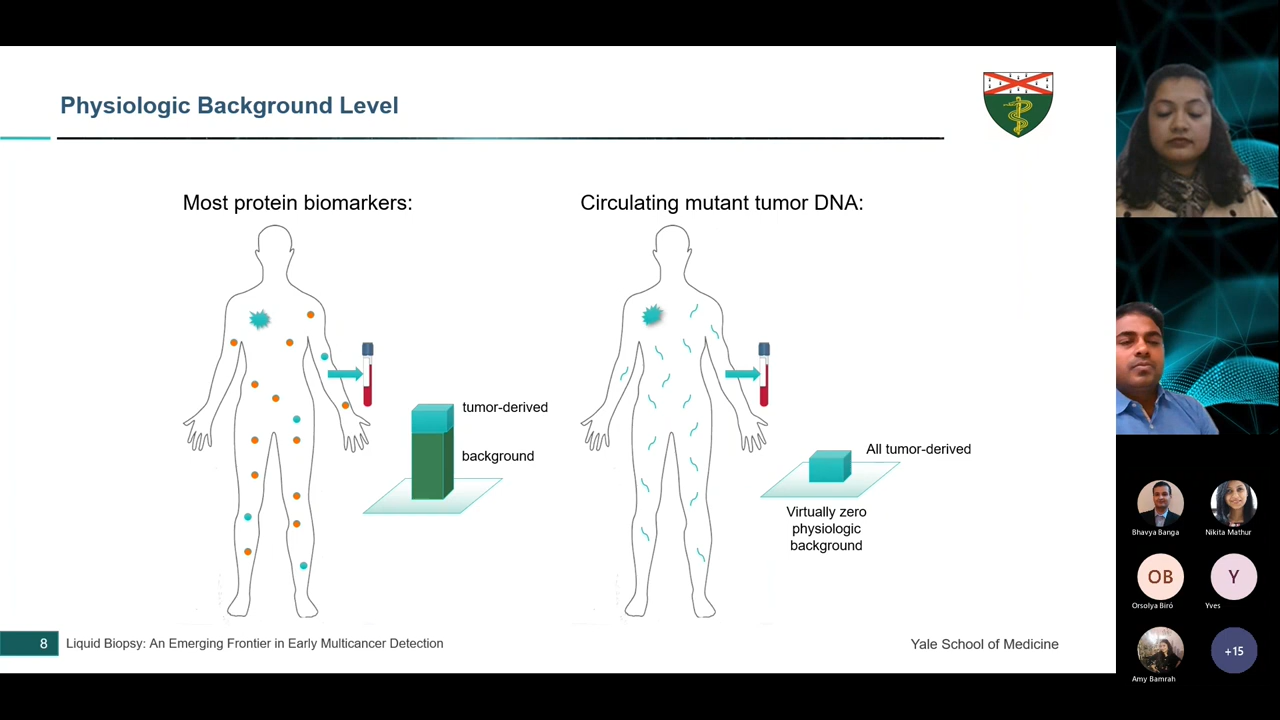 Physiologic Background Level
Most protein biomarkers:
Circulating mutant tumor DNA:
tumor-derived
background
All tumor-derived
Virtually zero
physiologic
background
8
Liquid Biopsy: An Emerging Frontier in Early Multicancer Detection
Yale School of Medicine
Bhavya Banga
Nikita Mathur
OB
Y
Orsolya Biró
Yves
+15
Amy Bamrah